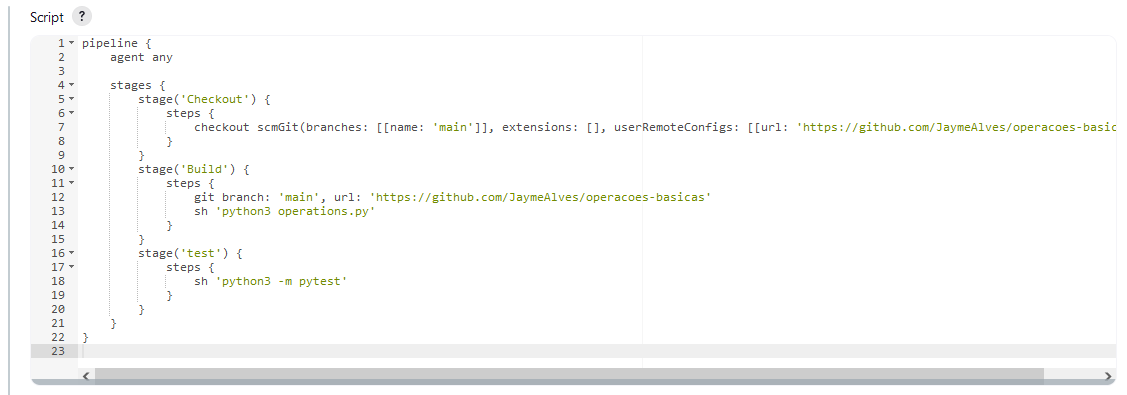 Script ?
1 pipeline {
2     agent any
3
4     stages {
5         stage('Checkout') {
6             steps {
7                 checkout scmGit(branches: [[name: 'main']], extensions: [], userRemoteConfigs: [[url: 'https://github.com/JaymeAlves/operacoes-basic
8             }
9         }
10         stage('Build') {
11             steps {
12                 git branch: 'main', url: 'https://github.com/JaymeAlves/operacoes-basicas'
13                 sh 'python3 operations.py'
14             }
15         }
16         stage('test') {
17             steps {
18                 sh 'python3 -m pytest'
19             }
20         }
21     }
22 }
23